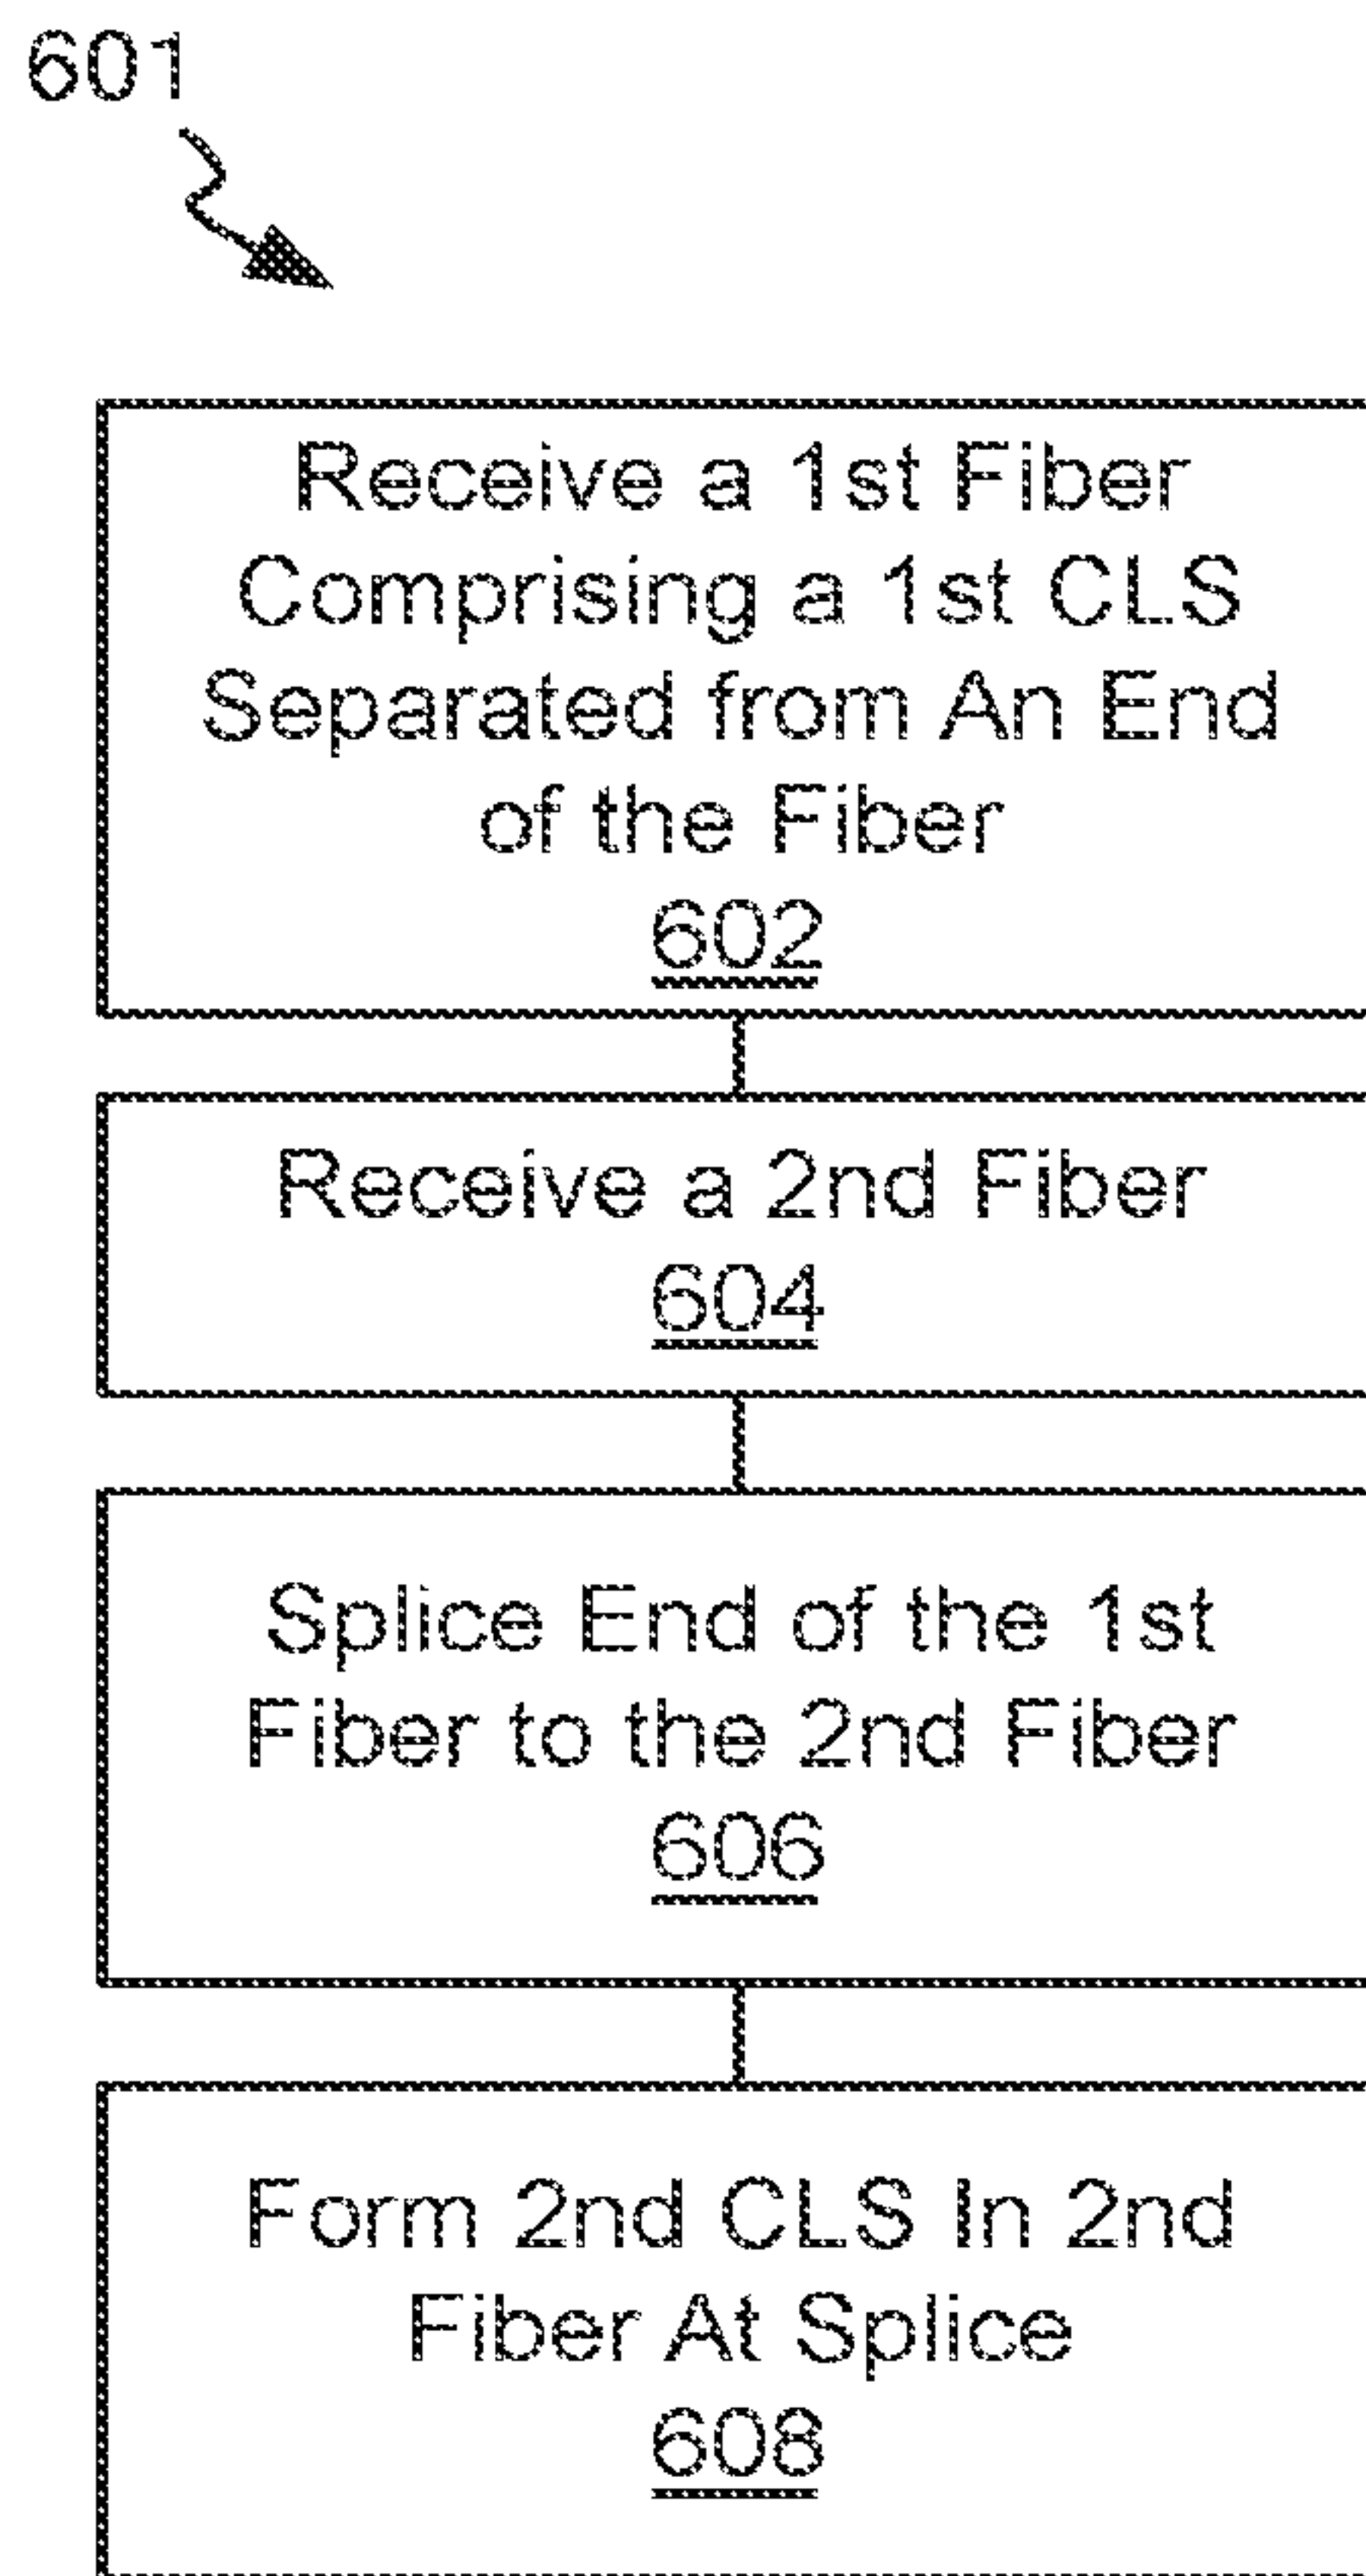 601
Receive a 1st Fiber
Comprising a 1st CLS
Separated from An End
of the Fiber
602
Receive a 2nd Fiber
604
Splice End of the 1st
Fiber to the 2nd Fiber
606
Form 2nd CLS In 2nd
Fiber At Splice
608